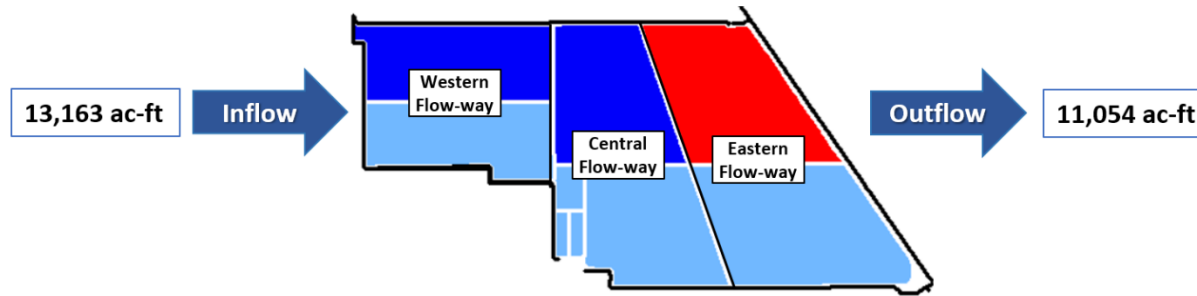 13,163 ac-ft
Inflow
Western
Flow-way
Central
Flow-way
Eastern
Flow-way
Outflow
11,054 ac-ft